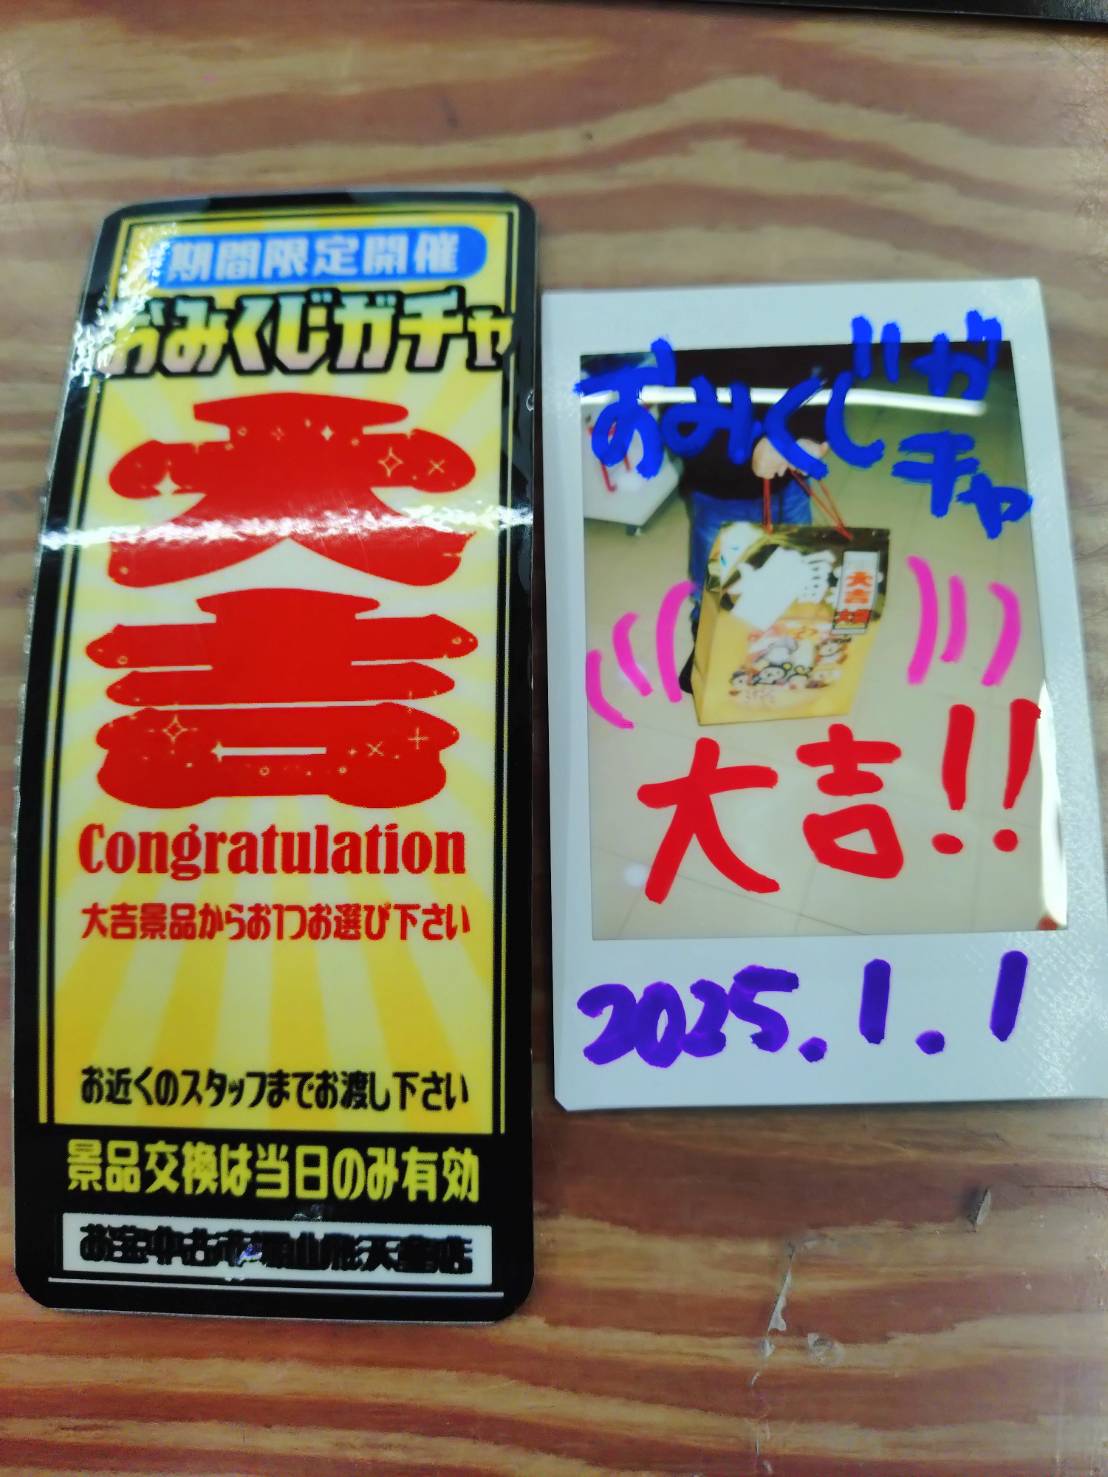 期間限定開催
おみくじガチャ
大吉
Congratulation
大吉景品からお1つお選び下さい
お近くのスタッフまでお渡し下さい
景品交換は当日のみ有効
おみくじガ
チャ
大吉
大吉!!
2025.1.1